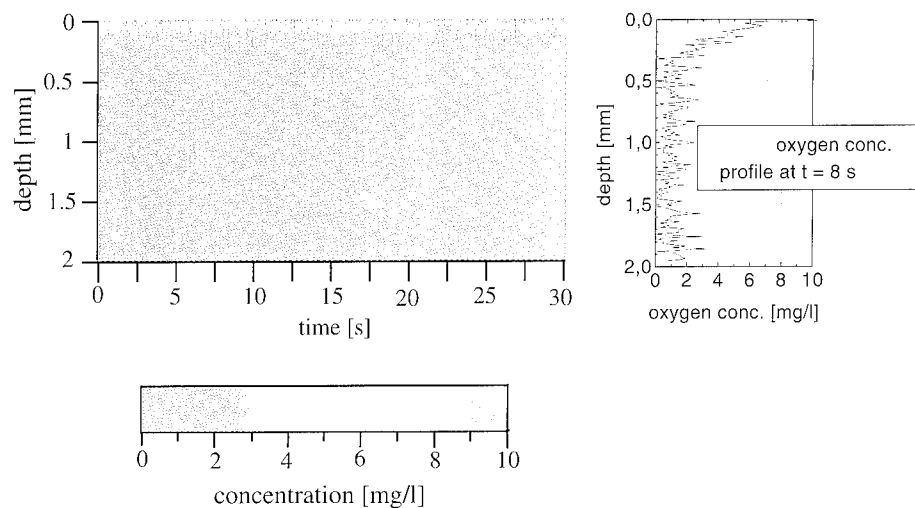 0
0.5
1
1.5
2
depth [mm]
0 5 10 15 20 25 30
time [s]
0,0
0,5
1,0
1,5
2,0
depth [mm]
oxygen conc.
profile at t = 8 s
0 2 4 6 8 10
oxygen conc. [mg/l]
0 2 4 6 8 10
concentration [mg/l]